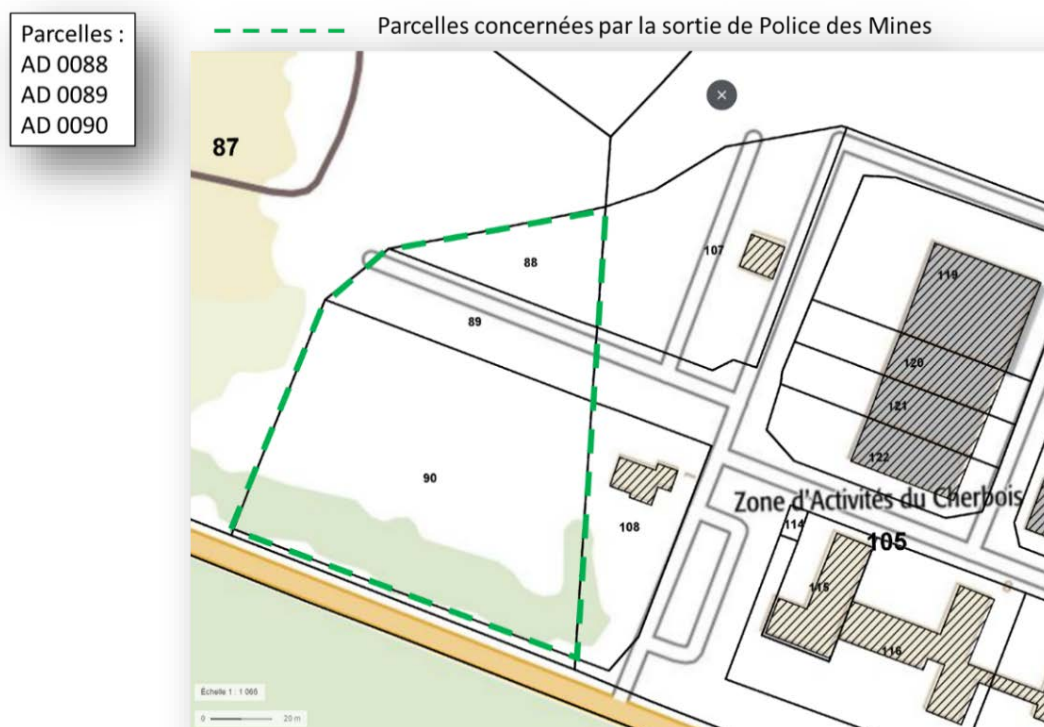 Parcelles :
AD 0088
AD 0089
AD 0090
Parcelles concernées par la sortie de Police des Mines
87
88
107
119
89
120
121
122
90
Zone d'Activités du Cherbois
108
114
105
115
116
Échelle 1 : 1 066
0 20 m